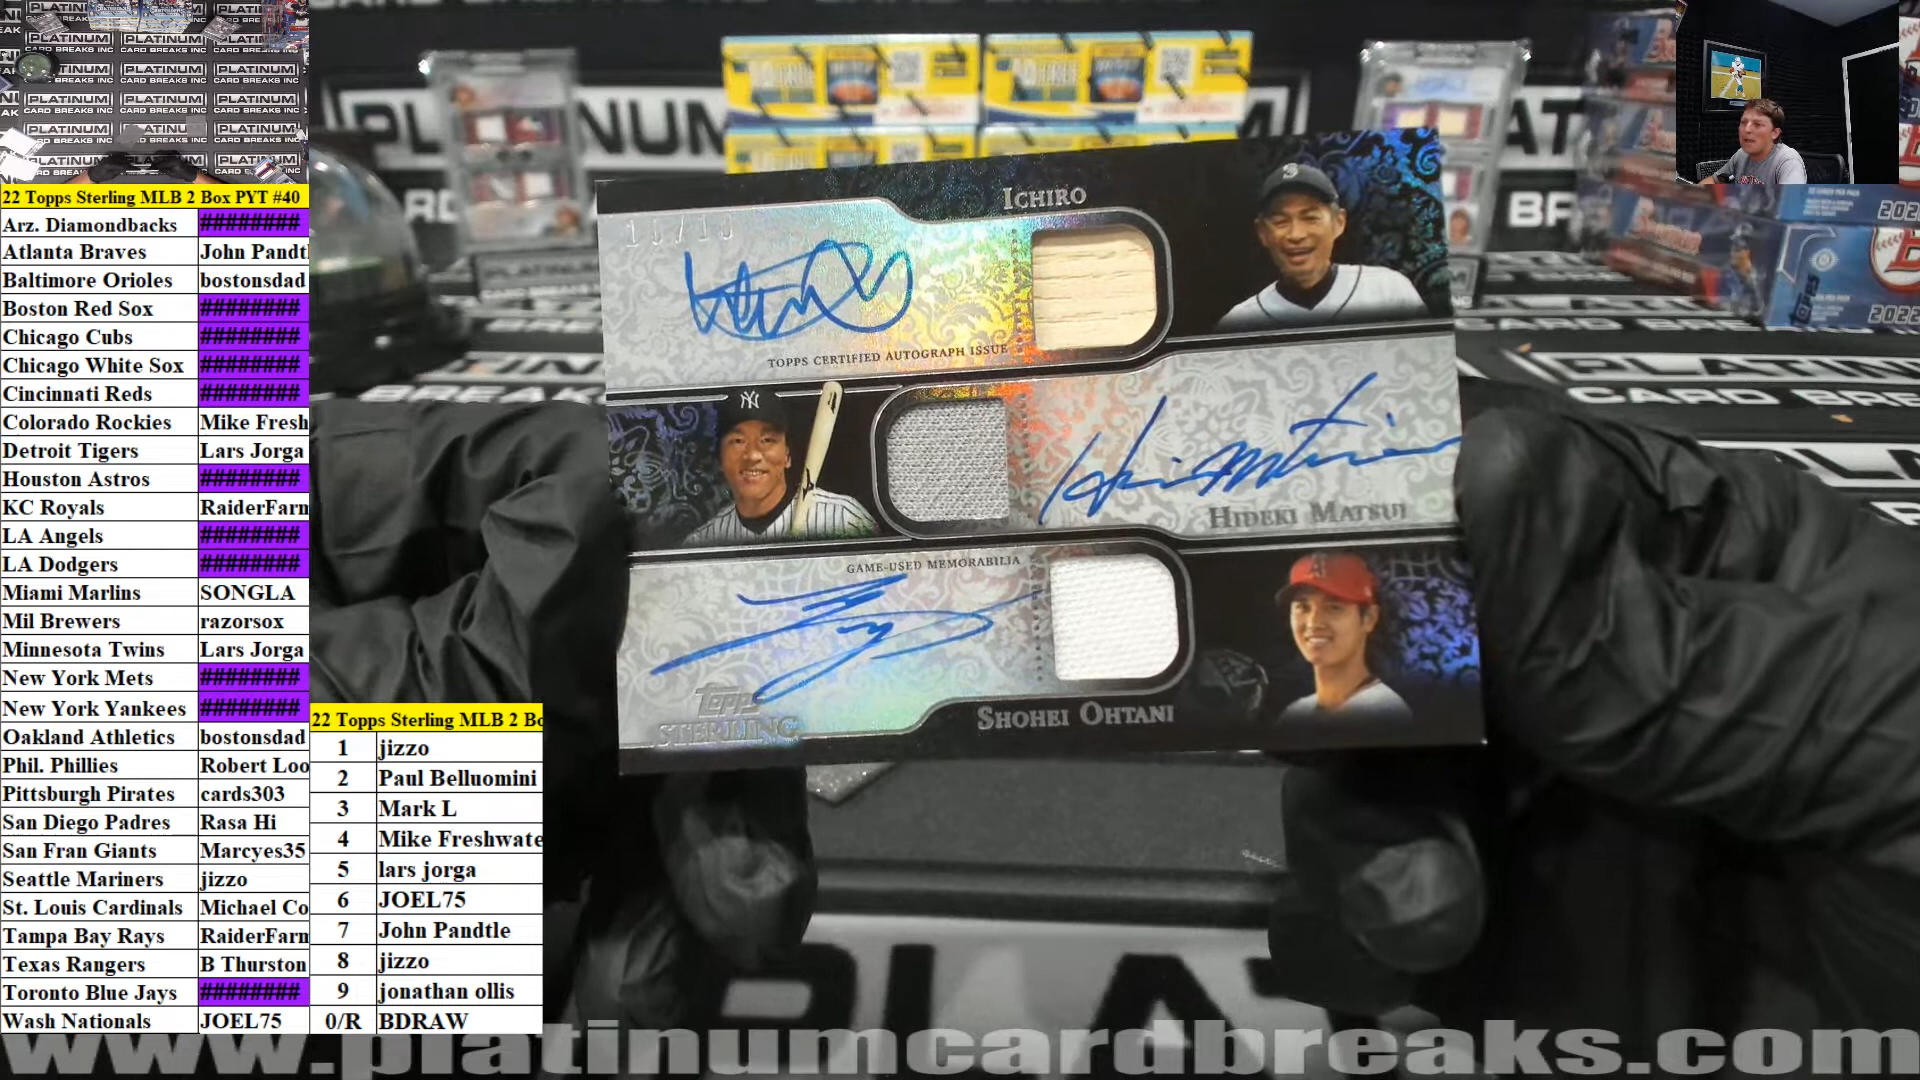 22 Topps Sterling MLB 2 Box PYT #40
Arz. Diamondbacks ########
Atlanta Braves John Pandtl
Baltimore Orioles bostonsdad
Boston Red Sox ########
Chicago Cubs ########
Chicago White Sox ########
Cincinnati Reds ########
Colorado Rockies Mike Fresh
Detroit Tigers Lars Jorga
Houston Astros ########
KC Royals RaiderFarm
LA Angels ########
LA Dodgers ########
Miami Marlins SONGLA
Mil Brewers razorsox
Minnesota Twins Lars Jorga
New York Mets ########
New York Yankees ########
Oakland Athletics bostonsdad
Phil. Phillies Robert Loo
Pittsburgh Pirates cards303
San Diego Padres Rasa Hi
San Fran Giants Marcyes35
Seattle Mariners jizzo
St. Louis Cardinals Michael Co
Tampa Bay Rays RaiderFarm
Texas Rangers B Thurston
Toronto Blue Jays ########
Wash Nationals JOEL75
22 Topps Sterling MLB 2 Bo
1 jizzo
2 Paul Belluomini
3 Mark L
4 Mike Freshwate
5 lars jorga
6 JOEL75
7 John Pandtle
8 jizzo
9 jonathan ollis
0/R BDRAW
ICHIRO
TOPPS CERTIFIED AUTOGRAPH ISSUE
HIDEKI MATSUI
GAME-USED MEMORABILIA
Topps
STERLING
SHOHEI OHTANI
PLATINUM
CARD BREAKS INC
www.platinumcardbreaks.com